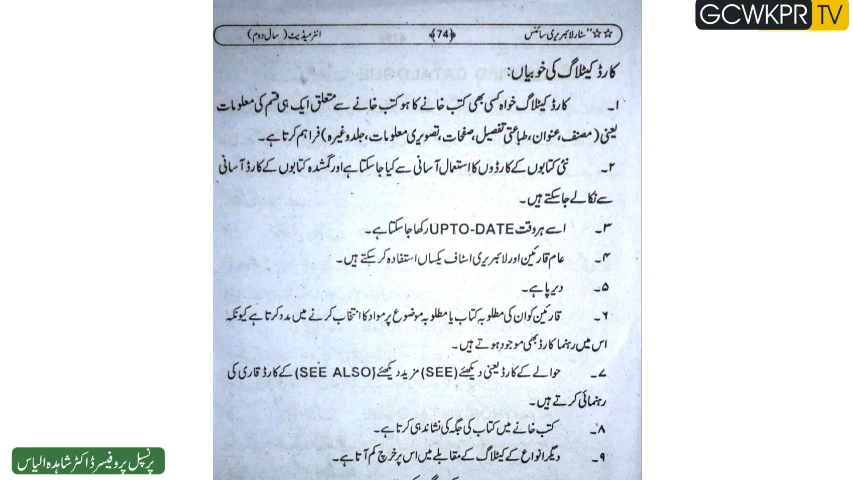 GCWKPR TV
☆☆ "سٹار لائبریری سائنس ﴿74﴾ انٹرمیڈیٹ (سال دوم)
کارڈ کیٹلاگ کی خوبیاں:
۱۔ کارڈ کیٹلاگ خواہ کسی بھی کتب خانے کا ہو کتب خانے سے متعلق ایک ہی قسم کی معلومات
یعنی (مصنف، عنوان، طباعتی تفصیل، صفحات، تصویری معلومات، جلد وغیرہ) فراہم کرتا ہے۔
۲۔ نئی کتابوں کے کارڈوں کا استعمال آسانی سے کیا جا سکتا ہے اور گمشدہ کتابوں کے کارڈ آسانی
سے نکالے جا سکتے ہیں۔
۳۔ اسے ہر وقت UPTO-DATE رکھا جا سکتا ہے۔
۴۔ عام قارئین اور لائبریری اسٹاف یکساں استفادہ کر سکتے ہیں۔
۵۔ دیرپا ہے۔
۶۔ قارئین کو ان کی مطلوبہ کتاب یا مطلوبہ موضوع پر مواد کا انتخاب کرنے میں مدد کرتا ہے کیونکہ
اس میں رہنما کارڈ بھی موجود ہوتے ہیں۔
۷۔ حوالے کے کارڈ یعنی دیکھئے (SEE) مزید دیکھئے (SEE ALSO) کے کارڈ قاری کی
رہنمائی کرتے ہیں۔
۸۔ کتب خانے میں کتاب کی جگہ کی نشاندہی کرتا ہے۔
۹۔ دیگر انواع کے کیٹلاگ کے مقابلے میں اس پر خرچ کم آتا ہے۔
پرنسپل پروفیسر ڈاکٹر شاہدہ الیاس